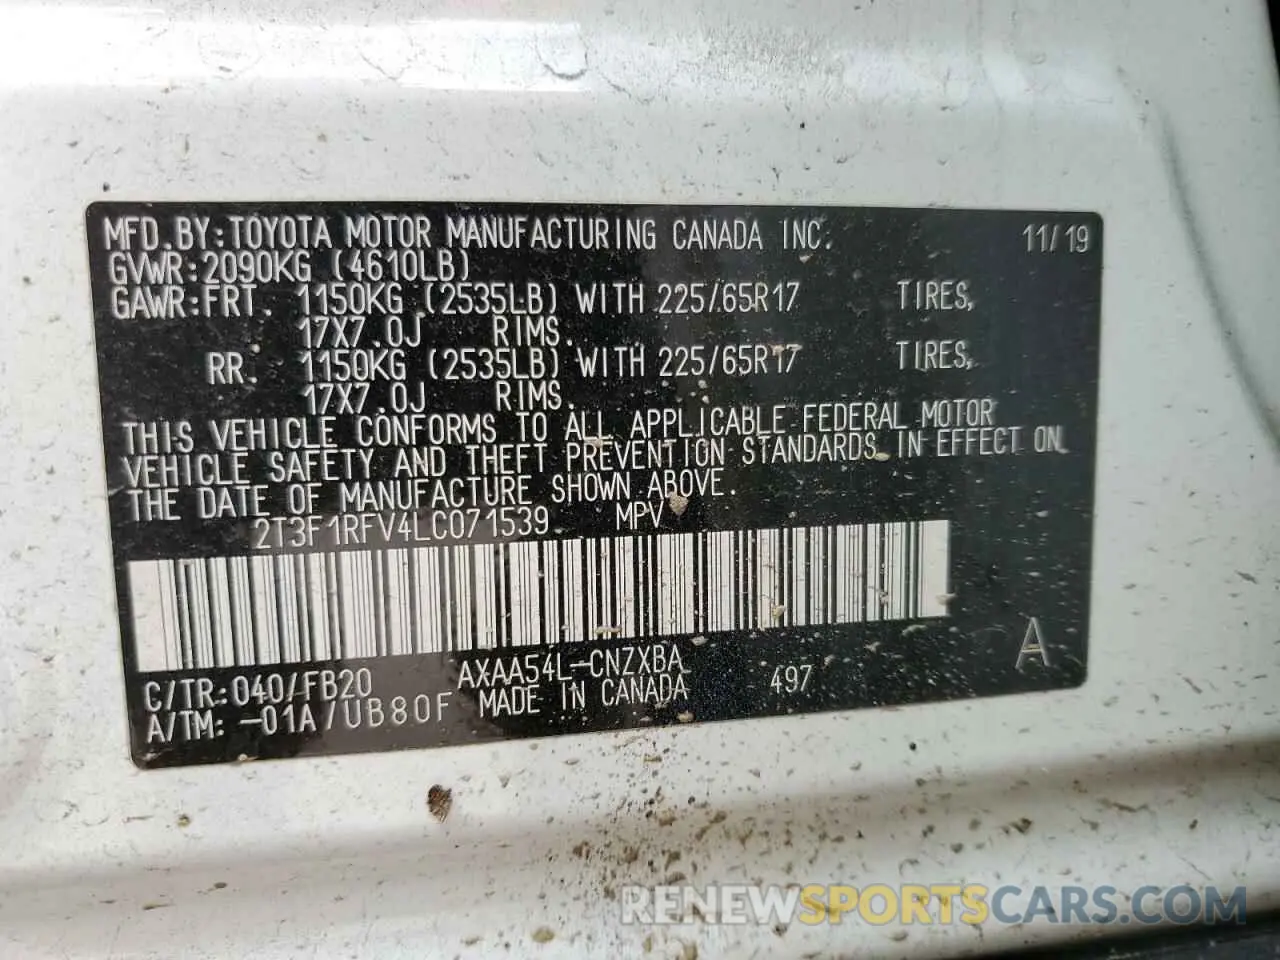 MFD.BY:TOYOTA MOTOR MANUFACTURING CANADA INC. 11/19
GVWR:2090KG (4610LB)
GAWR:FRT. 1150KG (2535LB) WITH 225/65R17 TIRES,
17X7.0J RIMS.
RR. 1150KG (2535LB) WITH 225/65R17 TIRES,
17X7.0J RIMS.
THIS VEHICLE CONFORMS TO ALL APPLICABLE FEDERAL MOTOR
VEHICLE SAFETY AND THEFT PREVENTION STANDARDS IN EFFECT ON
THE DATE OF MANUFACTURE SHOWN ABOVE.
2T3F1RFV4LC071539 MPV
A
C/TR:040/FB20 AXAA54L-CNZXBA
A/TM:-01A/UB80F MADE IN CANADA 497
RENEWSPORTSCARS.COM